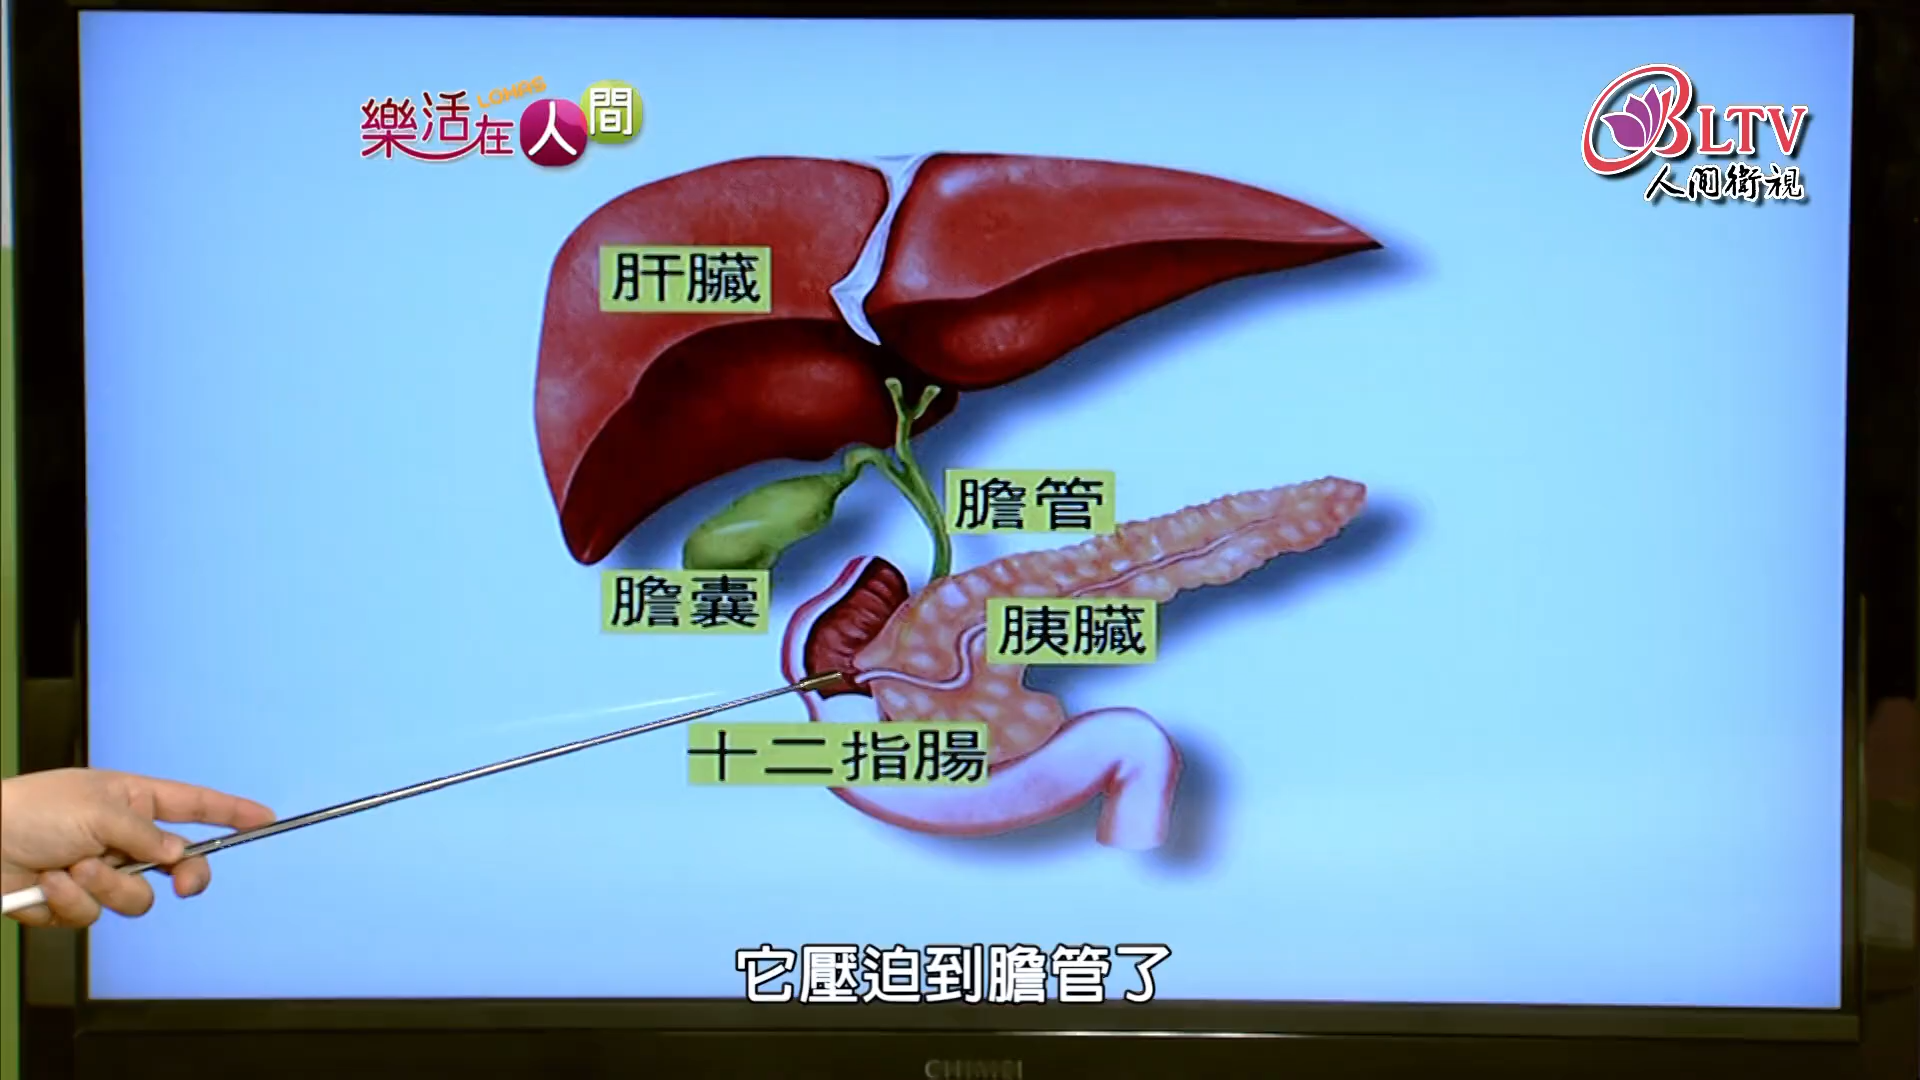 樂活在人間
LOHAS
BLTV
人間衛視
肝臟
膽管
膽囊
胰臟
十二指腸
它壓迫到膽管了
CHIMEI